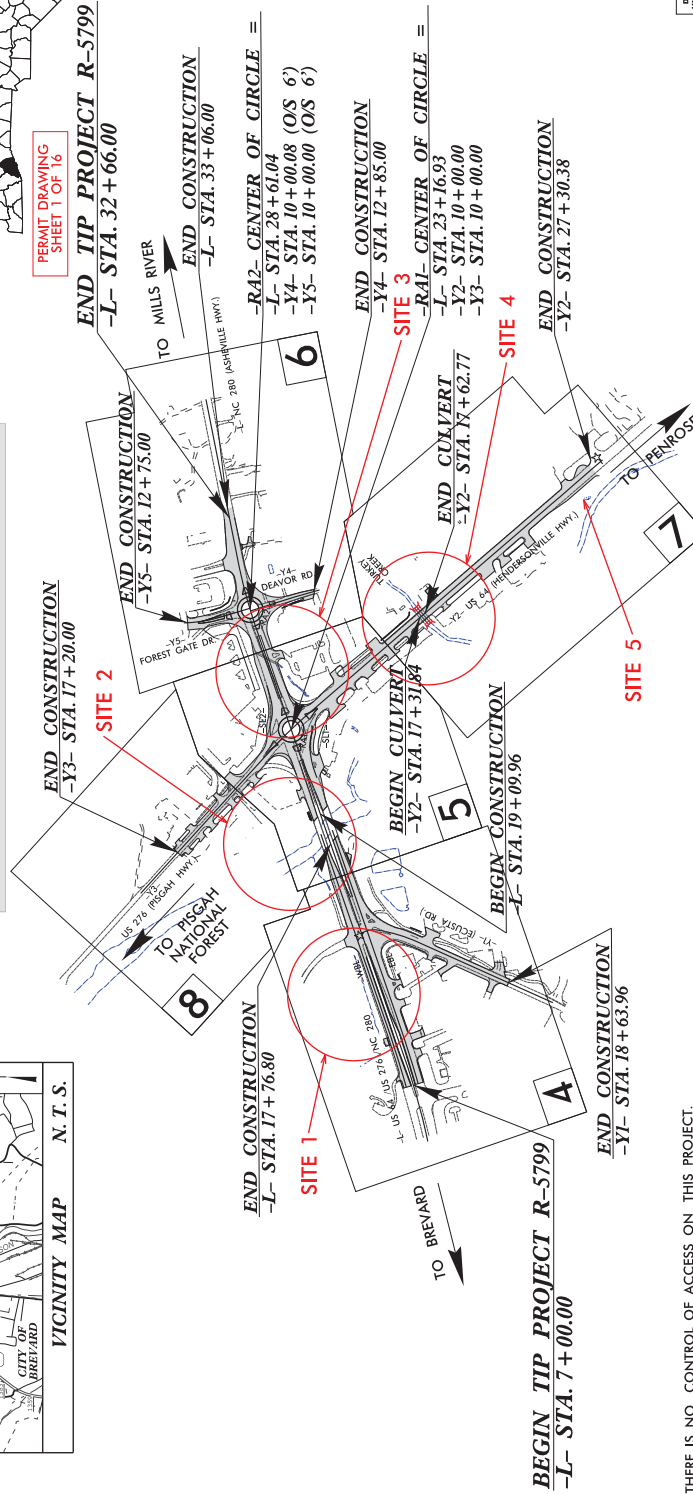 PERMIT DRAWING
SHEET 1 OF 16
VICINITY MAP N. T. S.
CITY OF
BREVARD
BEGIN TIP PROJECT R-5799
-L- STA. 7 + 00.00
TO BREVARD
SITE 1
END CONSTRUCTION
-L- STA. 17 + 76.80
-L- US 64 /US 276 /NC 280
WBL
4
END CONSTRUCTION
-Y1- STA. 18 + 63.96
-Y1- (ECUSTA RD.)
BEGIN CONSTRUCTION
-L- STA. 19 + 09.96
8
TO PISGAH
NATIONAL
FOREST
US 276 (PISGAH HWY.)
-Y3-
SITE 2
END CONSTRUCTION
-Y3- STA. 17 + 20.00
5
BEGIN CULVERT
-Y2- STA. 17 + 31.84
END CULVERT
-Y2- STA. 17 + 62.77
TURKEY
CREEK
-Y2- US 64 (HENDERSONVILLE HWY.)
END CONSTRUCTION
-Y5- STA. 12 + 75.00
-Y5-
FOREST GATE DR.
-Y4-
DEAVOR RD
6
-L- NC 280 (ASHEVILLE HWY.)
TO MILLS RIVER
END TIP PROJECT R-5799
-L- STA. 32 + 66.00
END CONSTRUCTION
-L- STA. 33 + 06.00
-RA2- CENTER OF CIRCLE =
-L- STA. 28 + 61.04
-Y4- STA. 10 + 00.08 (O/S 6')
-Y5- STA. 10 + 00.00 (O/S 6')
END CONSTRUCTION
-Y4- STA. 12 + 85.00
SITE 3
-RA1- CENTER OF CIRCLE =
-L- STA. 23 + 16.93
-Y2- STA. 10 + 00.00
-Y3- STA. 10 + 00.00
SITE 4
END CONSTRUCTION
-Y2- STA. 27 + 30.38
TO PENROSE
7
SITE 5
THERE IS NO CONTROL OF ACCESS ON THIS PROJECT.